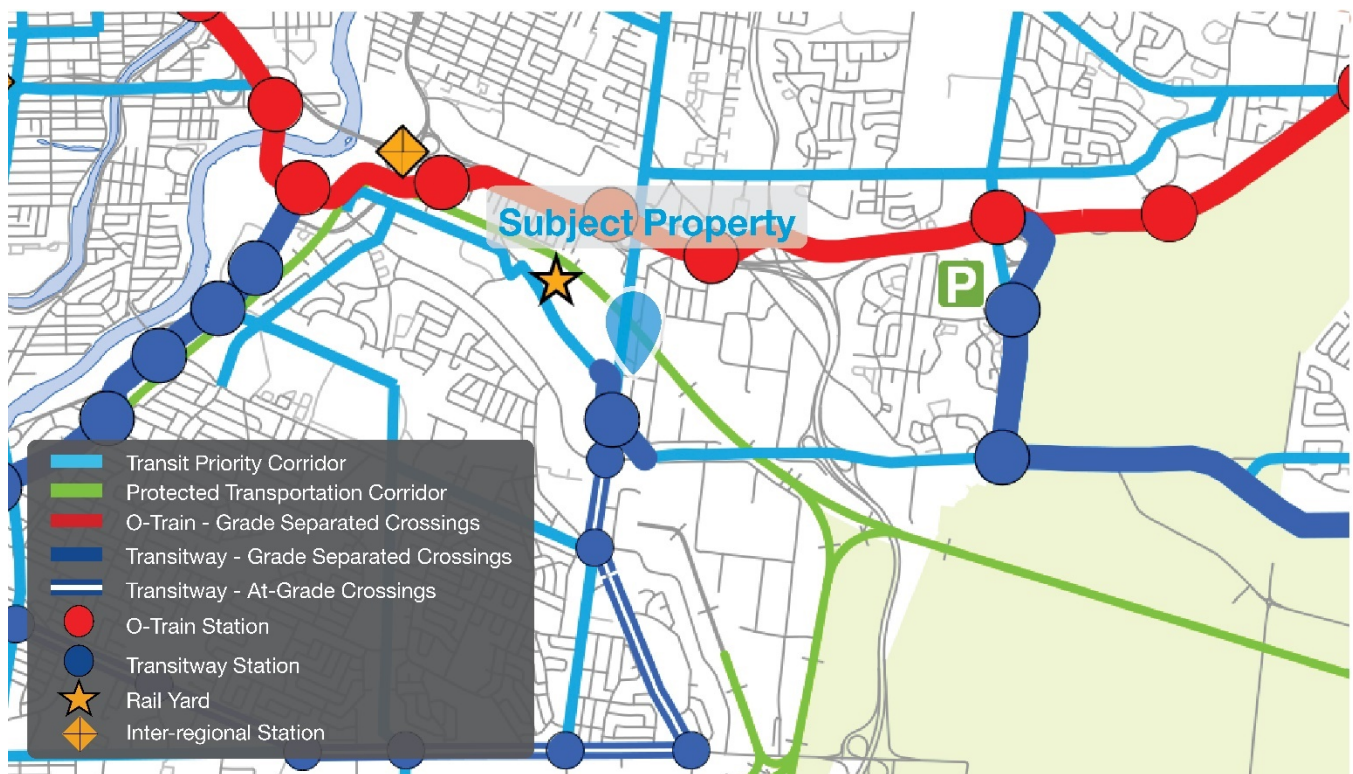 Subject Property
P
Transit Priority Corridor
Protected Transportation Corridor
O-Train - Grade Separated Crossings
Transitway - Grade Separated Crossings
Transitway - At-Grade Crossings
O-Train Station
Transitway Station
Rail Yard
Inter-regional Station